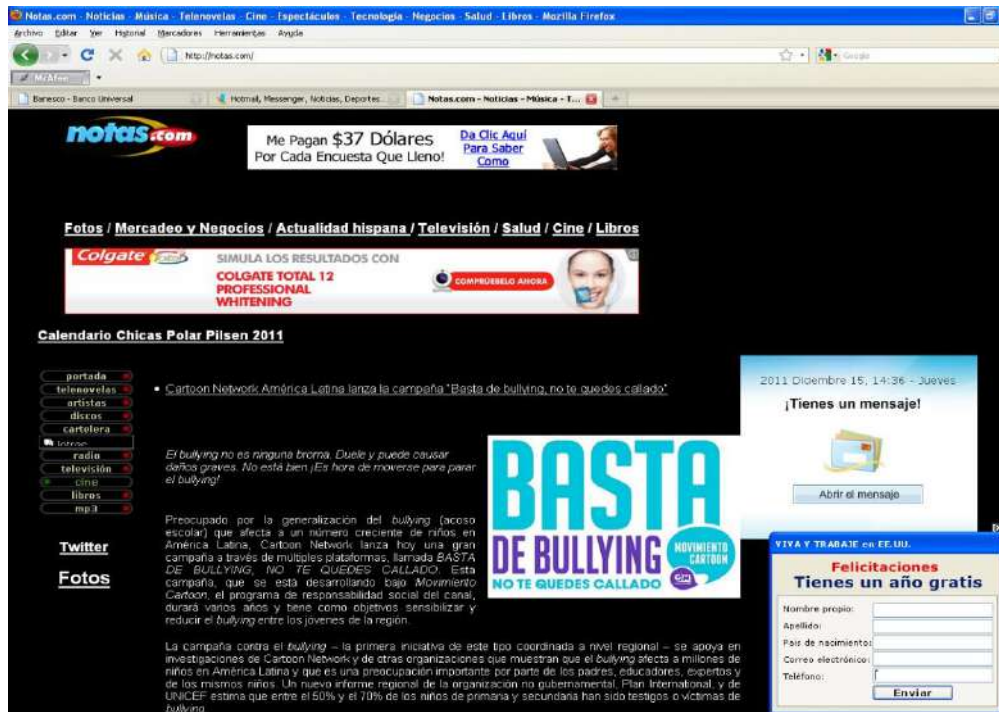 Notas.com - Noticias - Música - Telenovelas - Cine - Espectáculos - Tecnología - Negocios - Salud - Libros - Mozilla Firefox
Archivo Editar Ver Historial Marcadores Herramientas Ayuda
http://notas.com/
Google
McAfee
Banesco - Banco Universal
Hotmail, Messenger, Noticias, Deportes...
Notas.com - Noticias - Música - T...
notas.com
Me Pagan $37 Dólares
Por Cada Encuesta Que Lleno!
Da Clic Aquí
Para Saber
Como
Fotos / Mercadeo y Negocios / Actualidad hispana / Televisión / Salud / Cine / Libros
Colgate Total
SIMULA LOS RESULTADOS CON
COLGATE TOTAL 12
PROFESSIONAL
WHITENING
COMPRUÉBELO AHORA
Calendario Chicas Polar Pilsen 2011
portada
telenovelas
artistas
discos
cartelera
letras
radio
televisión
cine
libros
mp3
Twitter
Fotos
Cartoon Network América Latina lanza la campaña "Basta de bullying, no te quedes callado"
El bullying no es ninguna broma. Duele y puede causar
daños graves. No está bien ¡Es hora de moverse para parar
el bullying!
Preocupado por la generalización del bullying (acoso
escolar) que afecta a un número creciente de niños en
América Latina, Cartoon Network lanza hoy una gran
campaña a través de múltiples plataformas, llamada BASTA
DE BULLYING, NO TE QUEDES CALLADO. Esta
campaña, que se está desarrollando bajo Movimiento
Cartoon, el programa de responsabilidad social del canal,
durará varios años y tiene como objetivos sensibilizar y
reducir el bullying entre los jóvenes de la región.
La campaña contra el bullying – la primera iniciativa de este tipo coordinada a nivel regional – se apoya en
investigaciones de Cartoon Network y de otras organizaciones que muestran que el bullying afecta a millones de
niños en América Latina y que es una preocupación importante por parte de los padres, educadores, expertos y
de los mismos niños. Un nuevo informe regional de la organización no gubernamental, Plan International, y de
UNICEF estima que entre el 50% y el 70% de los niños de primaria y secundaria han sido testigos o víctimas de
bullying
BASTA
DE BULLYING
NO TE QUEDES CALLADO
MOVIMIENTO
CARTOON
CN
2011 Diciembre 15, 14:36 - Jueves
¡Tienes un mensaje!
Abrir el mensaje
VIVA Y TRABAJE en EE.UU.
Felicitaciones
Tienes un año gratis
Nombre propio:
Apellido:
País de nacimiento:
Correo electrónico:
Teléfono:
Enviar